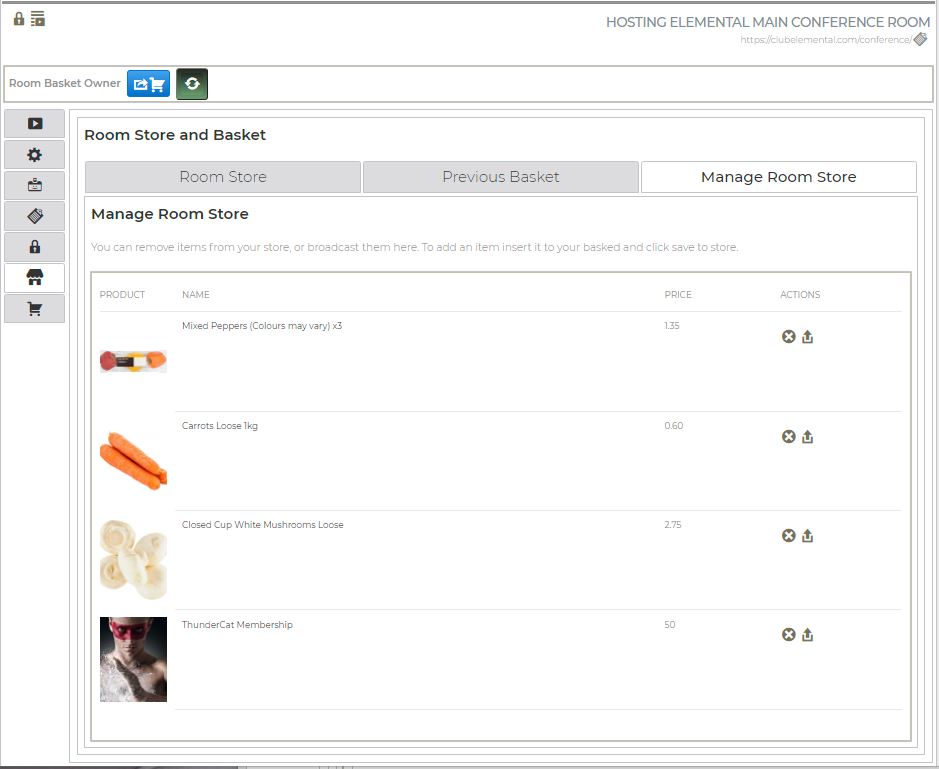 HOSTING ELEMENTAL MAIN CONFERENCE ROOM
https://clubelemental.com/conference/
Room Basket Owner
Room Store and Basket
Room Store
Previous Basket
Manage Room Store
Manage Room Store
You can remove items from your store, or broadcast them here. To add an item insert it to your basked and click save to store.
PRODUCT NAME PRICE ACTIONS
Mixed Peppers (Colours may vary) x3 1.35
Carrots Loose 1kg 0.60
Closed Cup White Mushrooms Loose 2.75
ThunderCat Membership 50